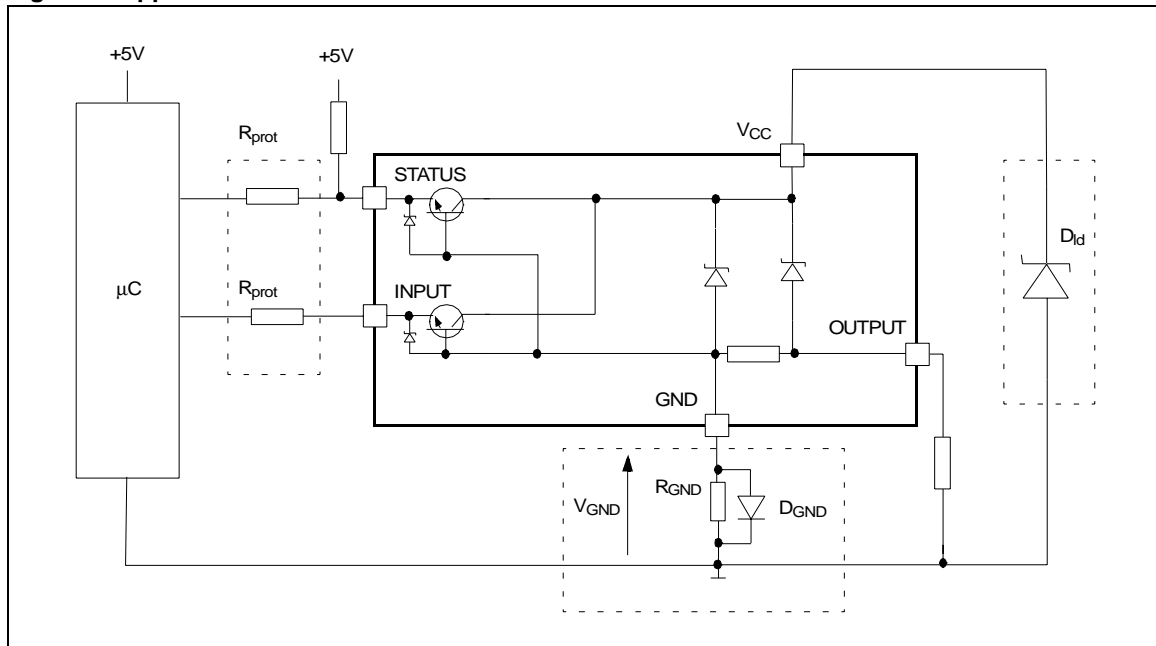 +5V
+5V
Rprot
VCC
STATUS
Dld
μC
Rprot
INPUT
OUTPUT
GND
RGND
VGND
DGND